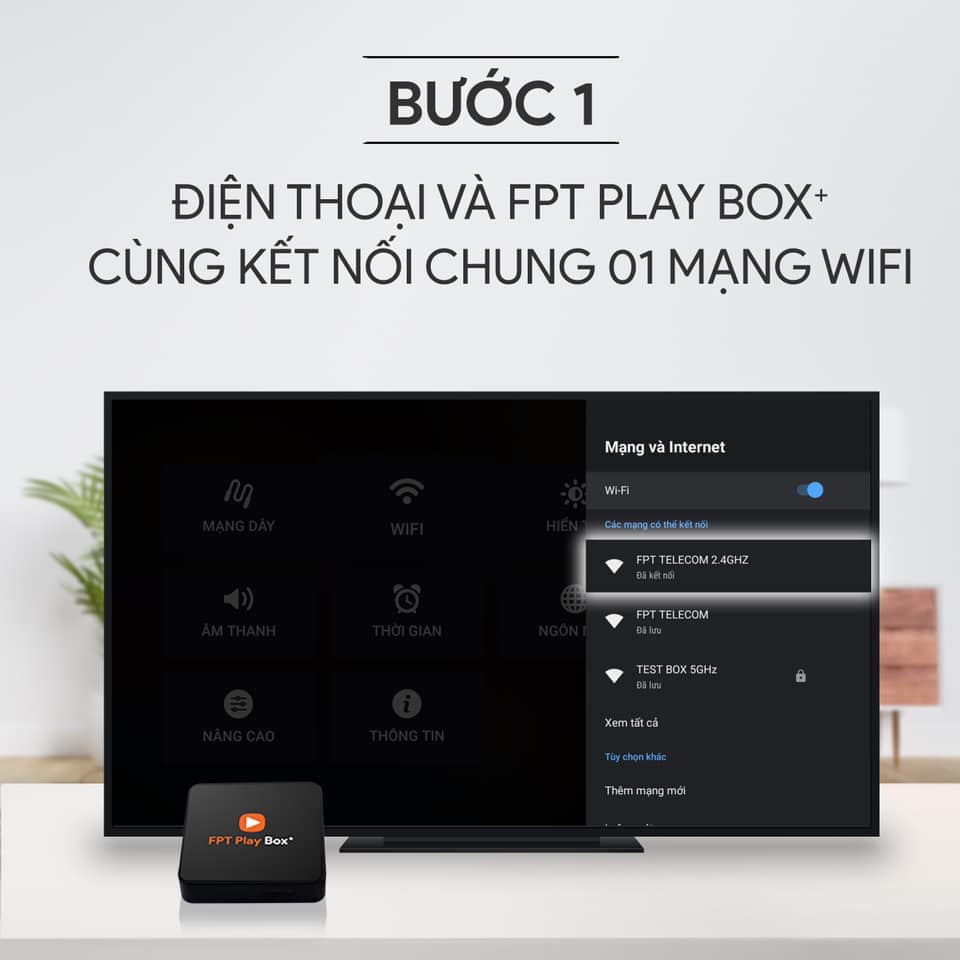 BƯỚC 1
ĐIỆN THOẠI VÀ FPT PLAY BOX+
CÙNG KẾT NỐI CHUNG 01 MẠNG WIFI
MẠNG DÂY
WIFI
HIỂN
ÂM THANH
THỜI GIAN
NGÔN
NÂNG CAO
THÔNG TIN
Mạng và Internet
Wi-Fi
Các mạng có thể kết nối
FPT TELECOM 2.4GHZ
Đã kết nối
FPT TELECOM
Đã lưu
TEST BOX 5GHz
Đã lưu
Xem tất cả
Tùy chọn khác
Thêm mạng mới
FPT Play Box+